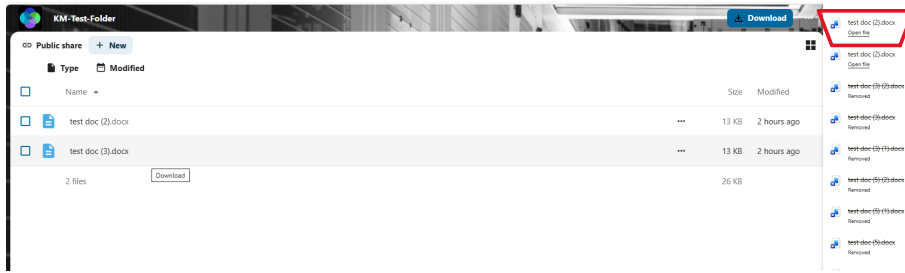 KM-Test-Folder
Download
Public share
+ New
Type
Modified
Name
Size
Modified
test doc (2).docx
13 KB
2 hours ago
test doc (3).docx
13 KB
2 hours ago
2 files
Download
26 KB
test doc (2).docx
Open file
test doc (2).docx
Open file
test doc (3) (2).docx
Removed
test doc (3).docx
Removed
test doc (3) (1).docx
Removed
test doc (5) (2).docx
Removed
test doc (5) (1).docx
Removed
test doc (5).docx
Removed